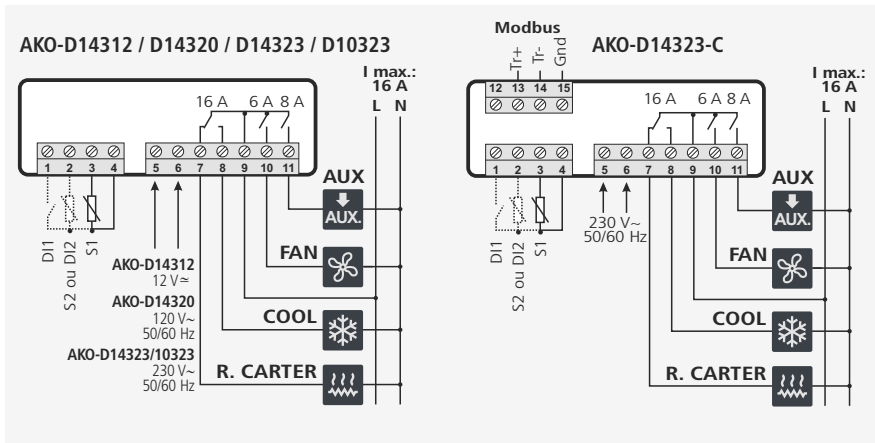 AKO-D14312 / D14320 / D14323 / D10323
I max.:
16 A
L N
16 A 6 A 8 A
1 2 3 4 5 6 7 8 9 10 11
DI1
S2 ou DI2
S1
AKO-D14312
12 V≃
AKO-D14320
120 V~
50/60 Hz
AKO-D14323/10323
230 V~
50/60 Hz
AUX
AUX.
FAN
COOL
R. CARTER
Modbus
Tr+
Tr-
Gnd
AKO-D14323-C
I max.:
16 A
L N
12 13 14 15
16 A 6 A 8 A
1 2 3 4 5 6 7 8 9 10 11
DI1
S2 ou DI2
S1
230 V~
50/60 Hz
AUX
AUX.
FAN
COOL
R. CARTER